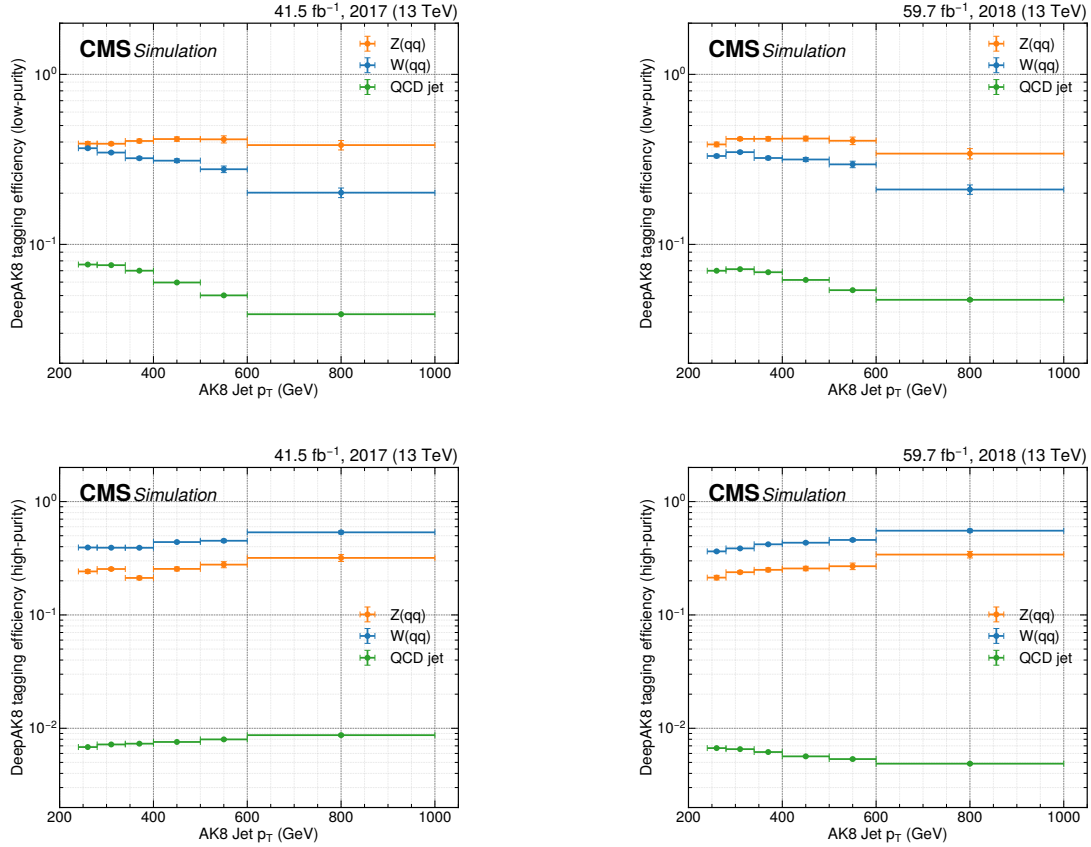 41.5 fb⁻¹, 2017 (13 TeV)
CMS Simulation
Z(qq)
W(qq)
QCD jet
10⁰
10⁻¹
DeepAK8 tagging efficiency (low-purity)
200 400 600 800 1000
AK8 Jet p_T (GeV)
59.7 fb⁻¹, 2018 (13 TeV)
CMS Simulation
Z(qq)
W(qq)
QCD jet
10⁰
10⁻¹
DeepAK8 tagging efficiency (low-purity)
200 400 600 800 1000
AK8 Jet p_T (GeV)
41.5 fb⁻¹, 2017 (13 TeV)
CMS Simulation
10⁰
10⁻¹
10⁻²
Z(qq)
W(qq)
QCD jet
DeepAK8 tagging efficiency (high-purity)
200 400 600 800 1000
AK8 Jet p_T (GeV)
59.7 fb⁻¹, 2018 (13 TeV)
CMS Simulation
10⁰
10⁻¹
10⁻²
Z(qq)
W(qq)
QCD jet
DeepAK8 tagging efficiency (high-purity)
200 400 600 800 1000
AK8 Jet p_T (GeV)